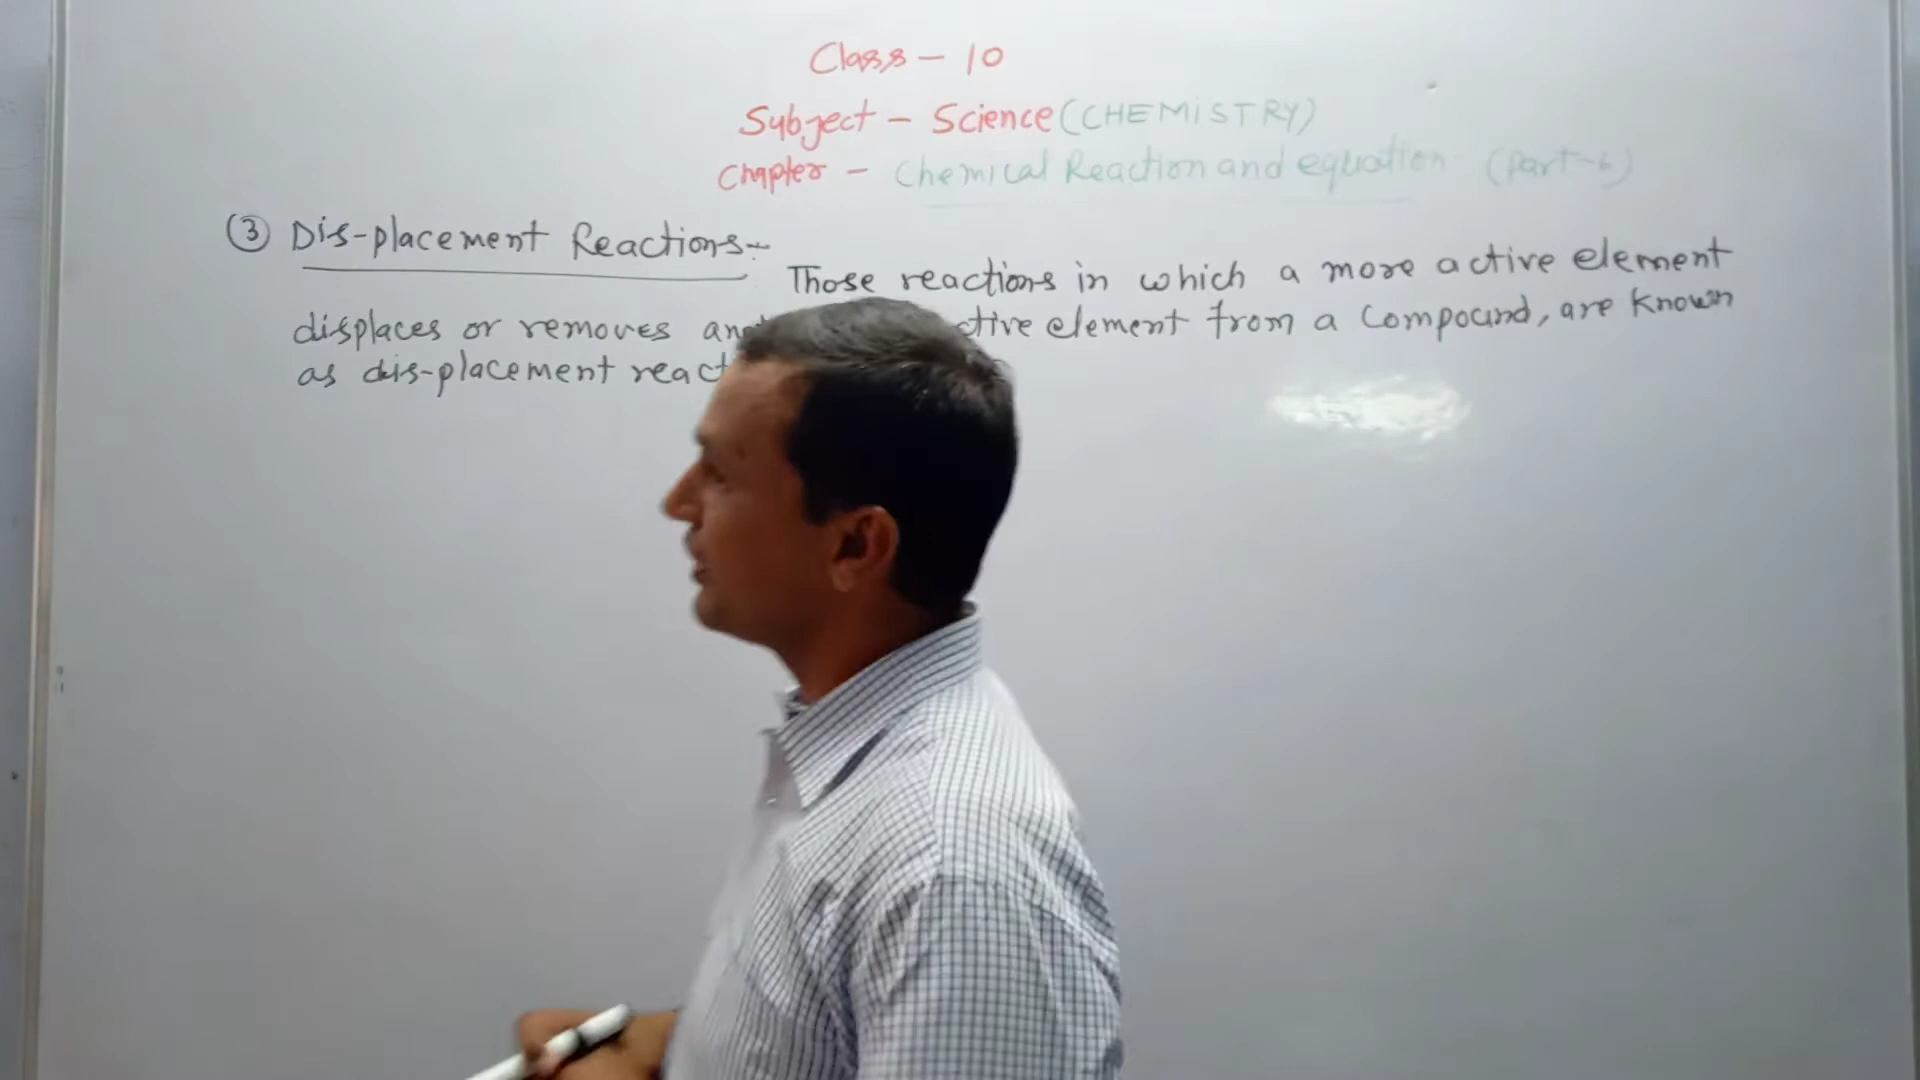 Class - 10
Subject - Science (CHEMISTRY)
Chapter - Chemical Reaction and equation (Part-6)
③ Dis-placement Reactions:-
Those reactions in which a more active element
displaces or removes element from a compound, are known
as dis-placement